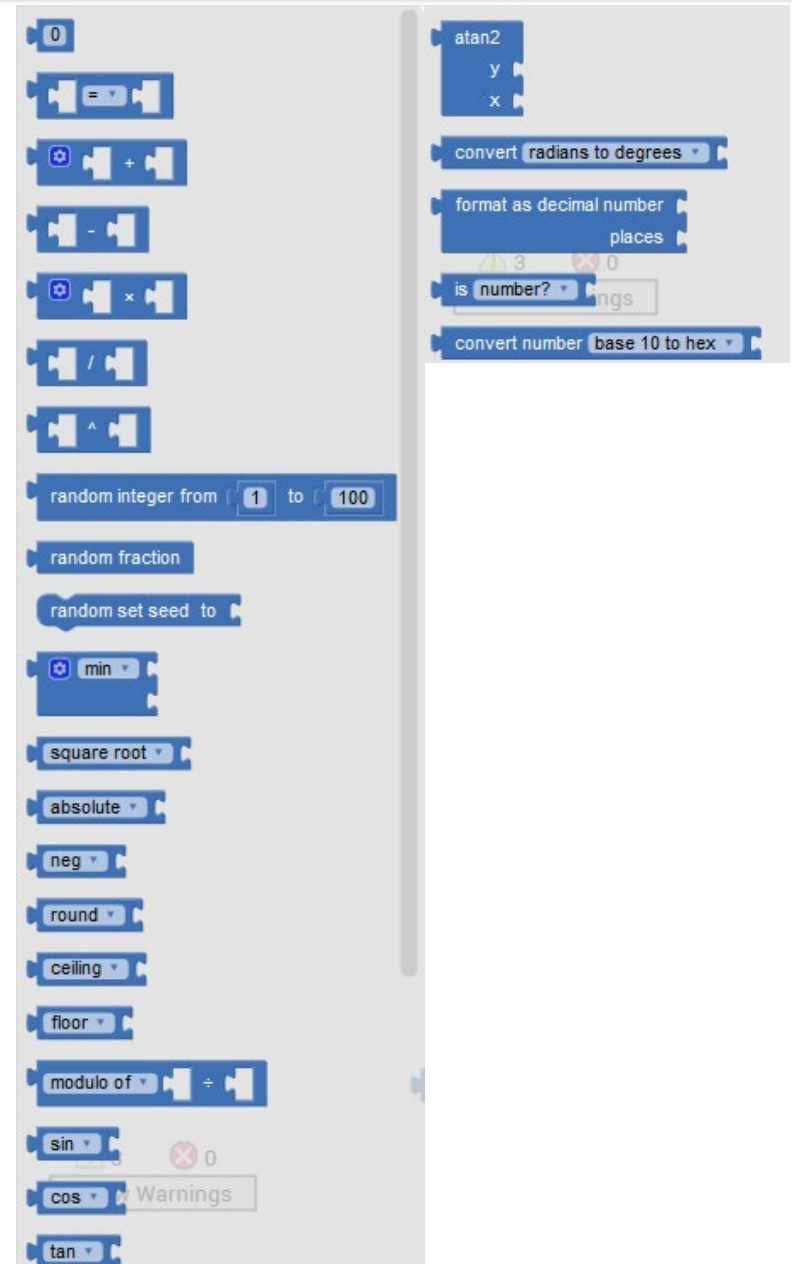 0
=
+
-
×
/
^
random integer from 1 to 100
random fraction
random set seed to
min
square root
absolute
neg
round
ceiling
floor
modulo of ÷
sin
0
cos
Warnings
tan
atan2
y
x
convert radians to degrees
format as decimal number
places
3 0
is number?
ngs
convert number base 10 to hex